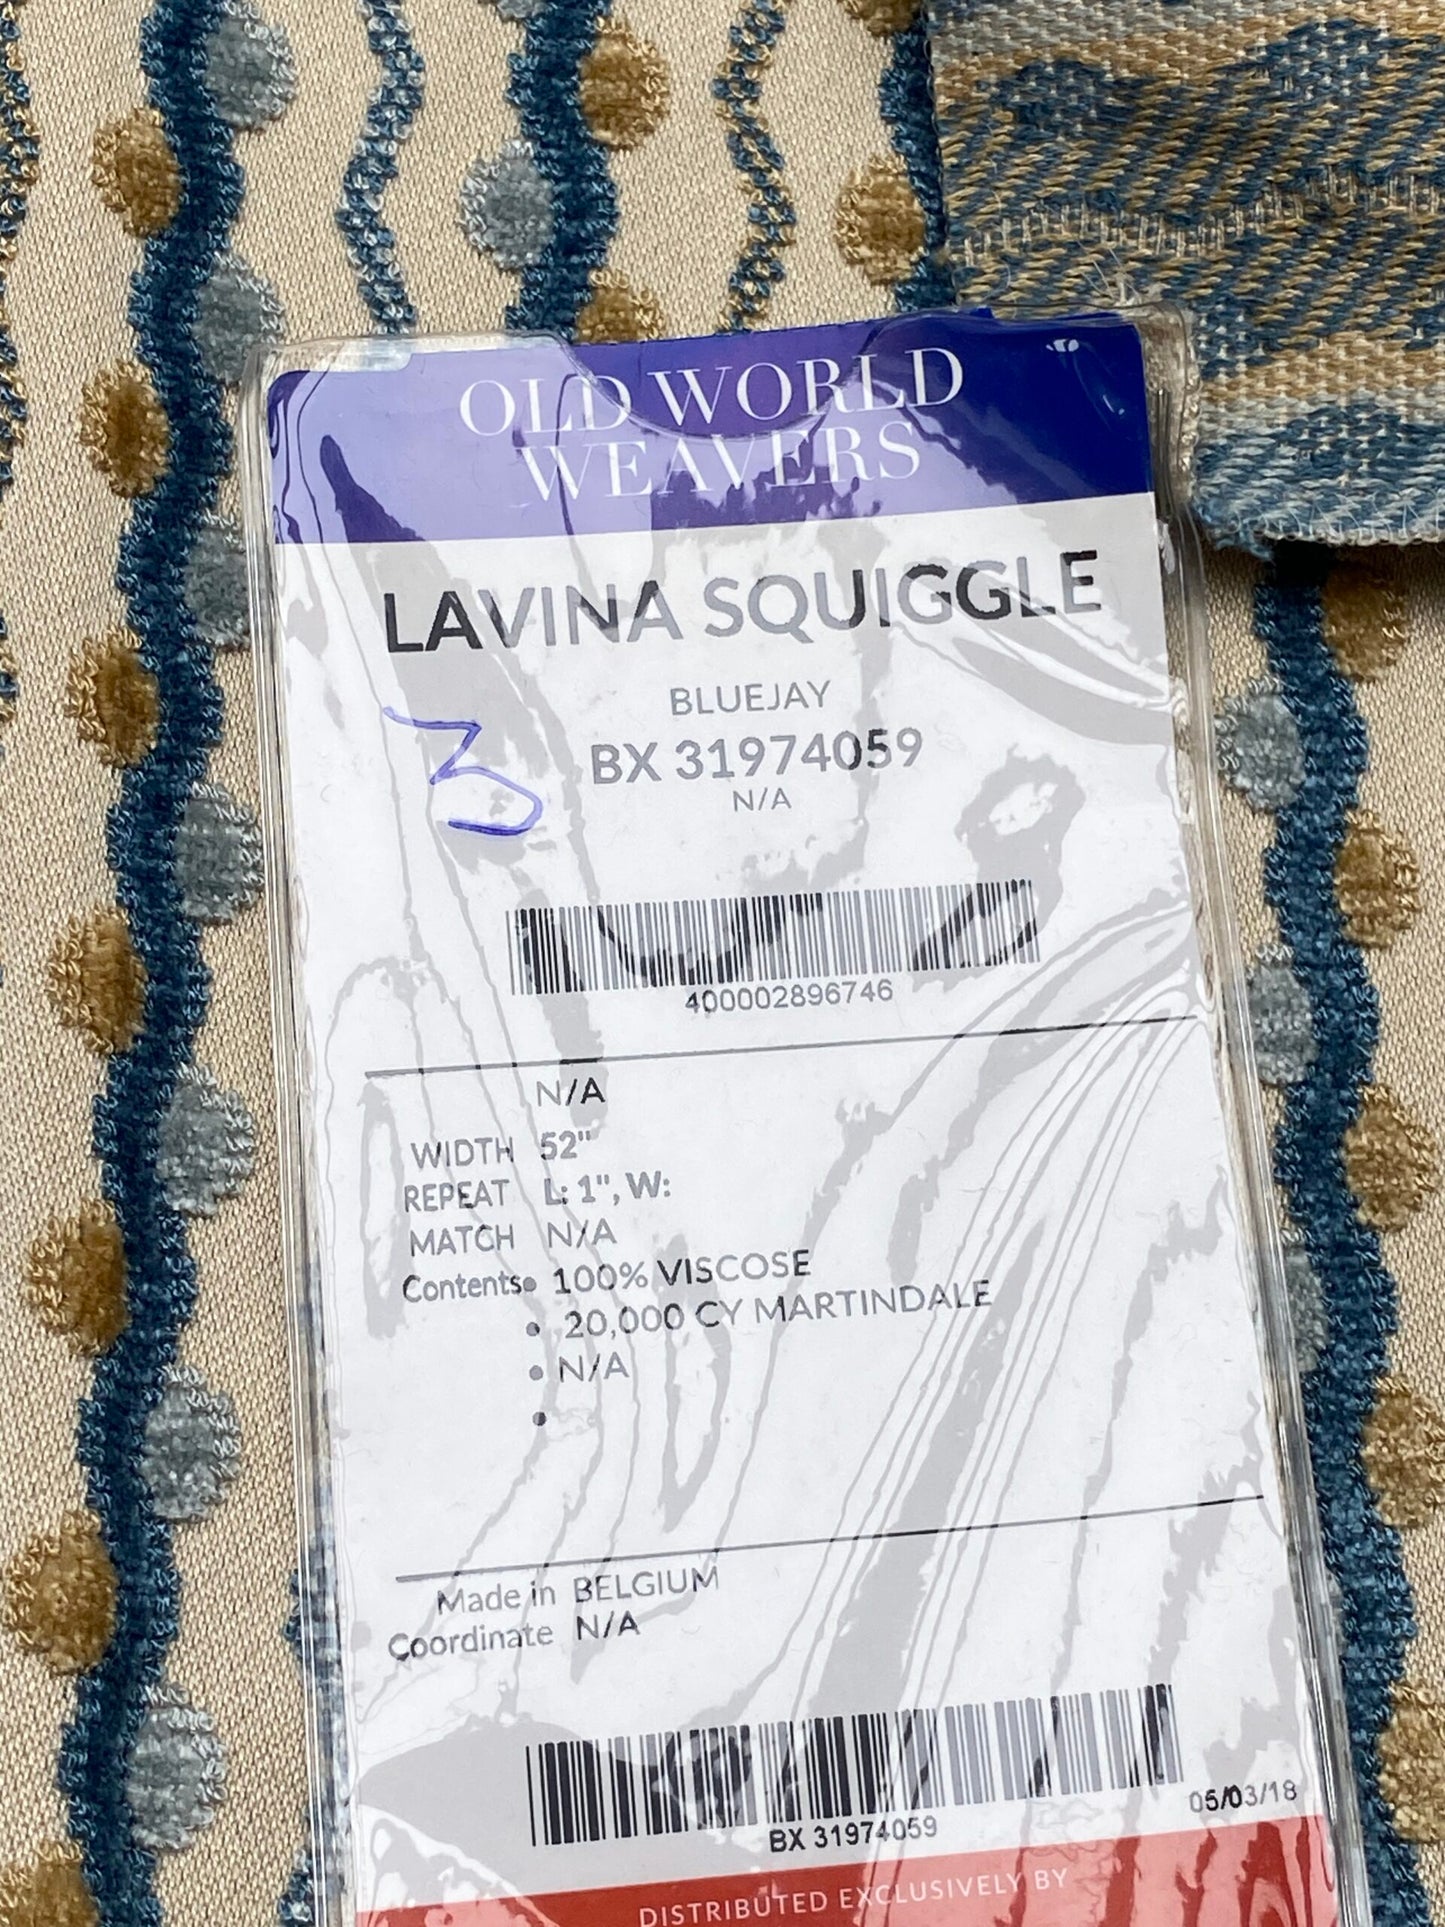 OLD WORLD
WEAVERS
LAVINA SQUIGGLE
BLUEJAY
3
BX 31974059
N/A
400002896746
N/A
WIDTH 52"
REPEAT L: 1", W:
MATCH N/A
Contents• 100% VISCOSE
• 20,000 CY MARTINDALE
• N/A
•
Made in BELGIUM
Coordinate N/A
BX 31974059
05/03/18
DISTRIBUTED EXCLUSIVELY BY